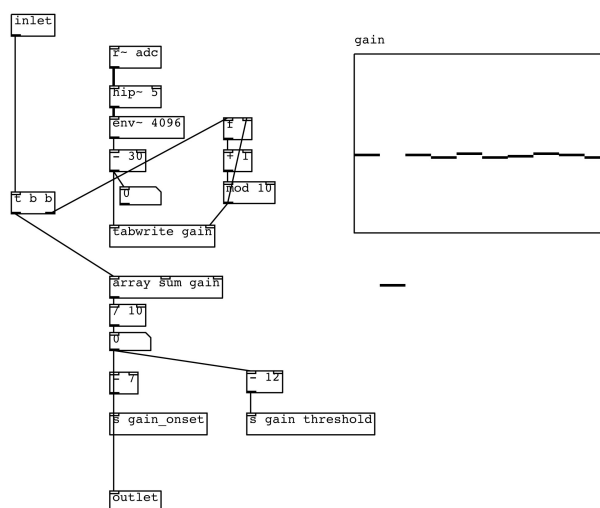 inlet
gain
r~ adc
hip~ 5
env~ 4096
f
- 30
+ 1
0
mod 10
t b b
tabwrite gain
array sum gain
/ 10
0
- 7
- 12
s gain_onset
s gain threshold
outlet